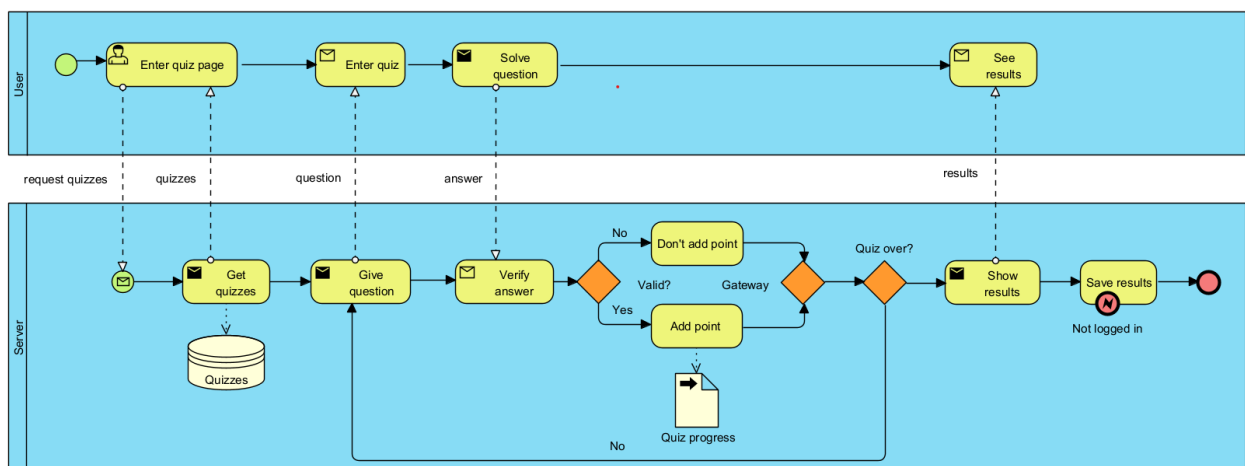 User
Enter quiz page
Enter quiz
Solve
question
See
results
request quizzes
quizzes
question
answer
results
Server
Get
quizzes
Give
question
Verify
answer
No
Don't add point
Valid?
Yes
Add point
Gateway
Quiz over?
Show
results
Save results
Not logged in
Quizzes
Quiz progress
No